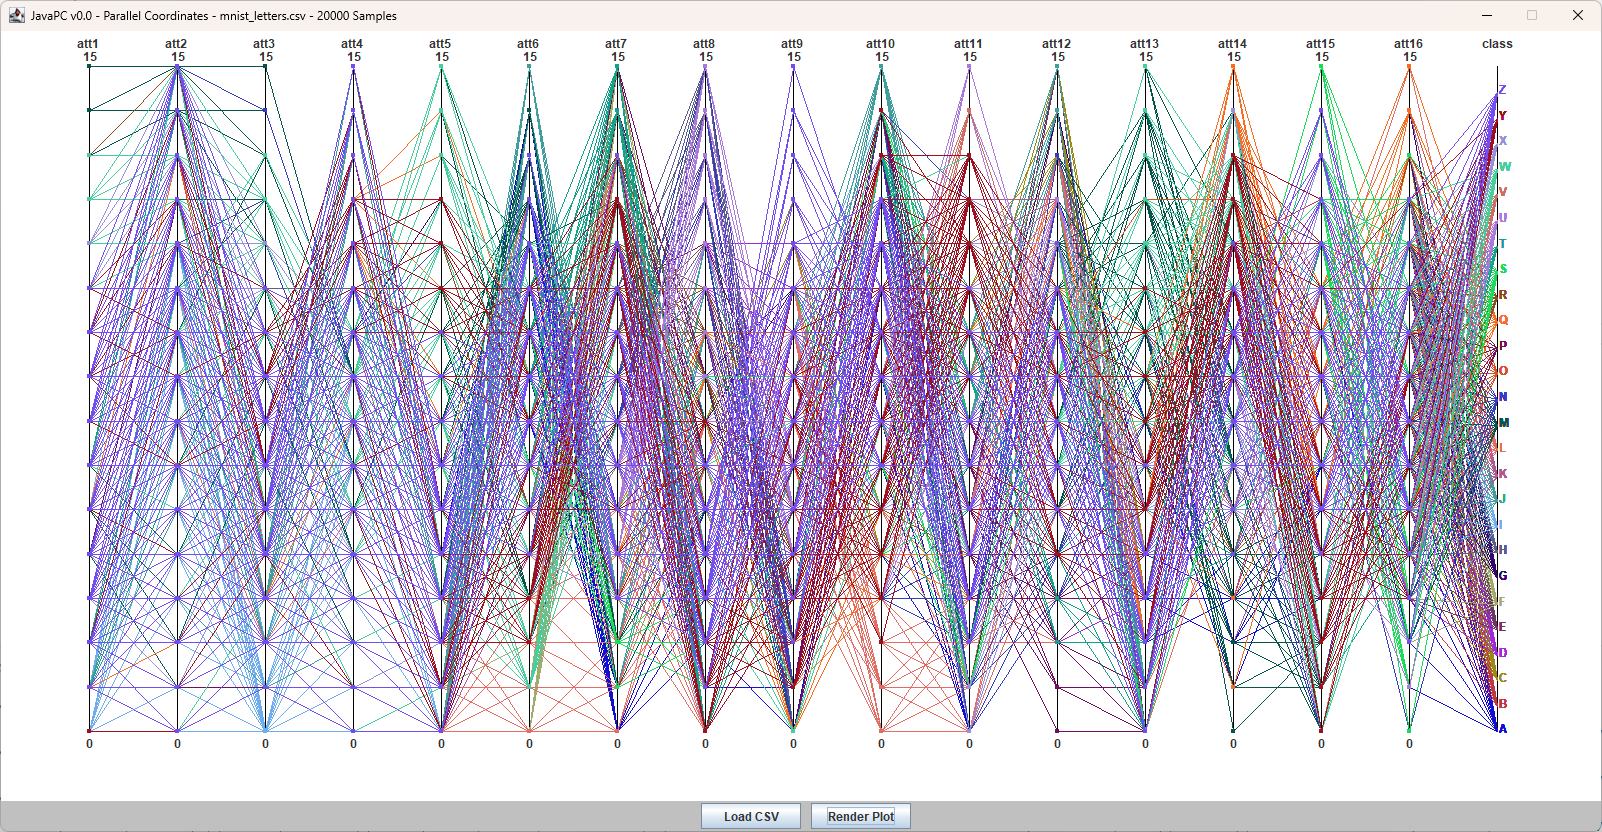 JavaPC v0.0 - Parallel Coordinates - mnist_letters.csv - 20000 Samples
att1 att2 att3 att4 att5 att6 att7 att8 att9 att10 att11 att12 att13 att14 att15 att16 class
15 15 15 15 15 15 15 15 15 15 15 15 15 15 15 15
Z
Y
X
W
V
U
T
S
R
Q
P
O
N
M
L
K
J
I
H
G
F
E
D
C
B
A
0 0 0 0 0 0 0 0 0 0 0 0 0 0 0 0
Load CSV Render Plot